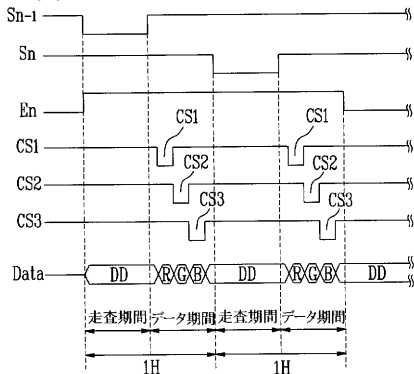 Sn-1
Sn
En
CS1
CS1 CS1
CS2
CS2 CS2
CS3
CS3 CS3
Data DD R G B DD R G B DD
走査期間 データ期間 走査期間 データ期間
1H 1H